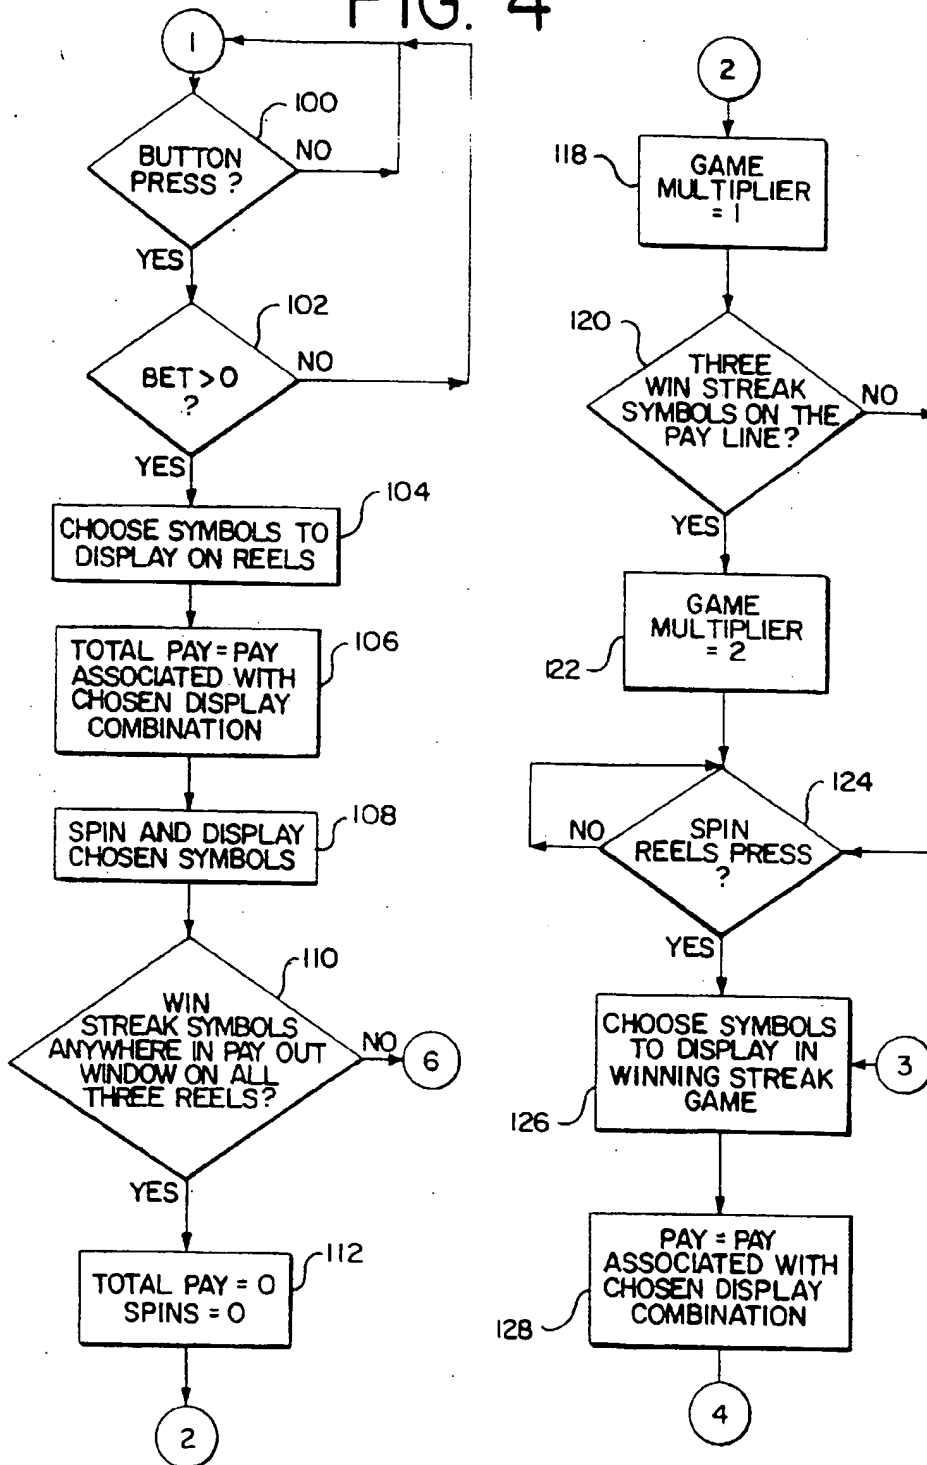 FIG. 4
1
100
BUTTON
PRESS ?
NO
YES
102
BET > 0
?
NO
YES
104
CHOOSE SYMBOLS TO
DISPLAY ON REELS
106
TOTAL PAY = PAY
ASSOCIATED WITH
CHOSEN DISPLAY
COMBINATION
108
SPIN AND DISPLAY
CHOSEN SYMBOLS
110
WIN
STREAK SYMBOLS
ANYWHERE IN PAY OUT
WINDOW ON ALL
THREE REELS?
NO
6
YES
112
TOTAL PAY = 0
SPINS = 0
2
2
118
GAME
MULTIPLIER
= 1
120
THREE
WIN STREAK
SYMBOLS ON THE
PAY LINE?
NO
YES
GAME
MULTIPLIER
= 2
122
124
NO
SPIN
REELS PRESS
?
YES
CHOOSE SYMBOLS
TO DISPLAY IN
WINNING STREAK
GAME
3
126
PAY = PAY
ASSOCIATED WITH
CHOSEN DISPLAY
COMBINATION
128
4